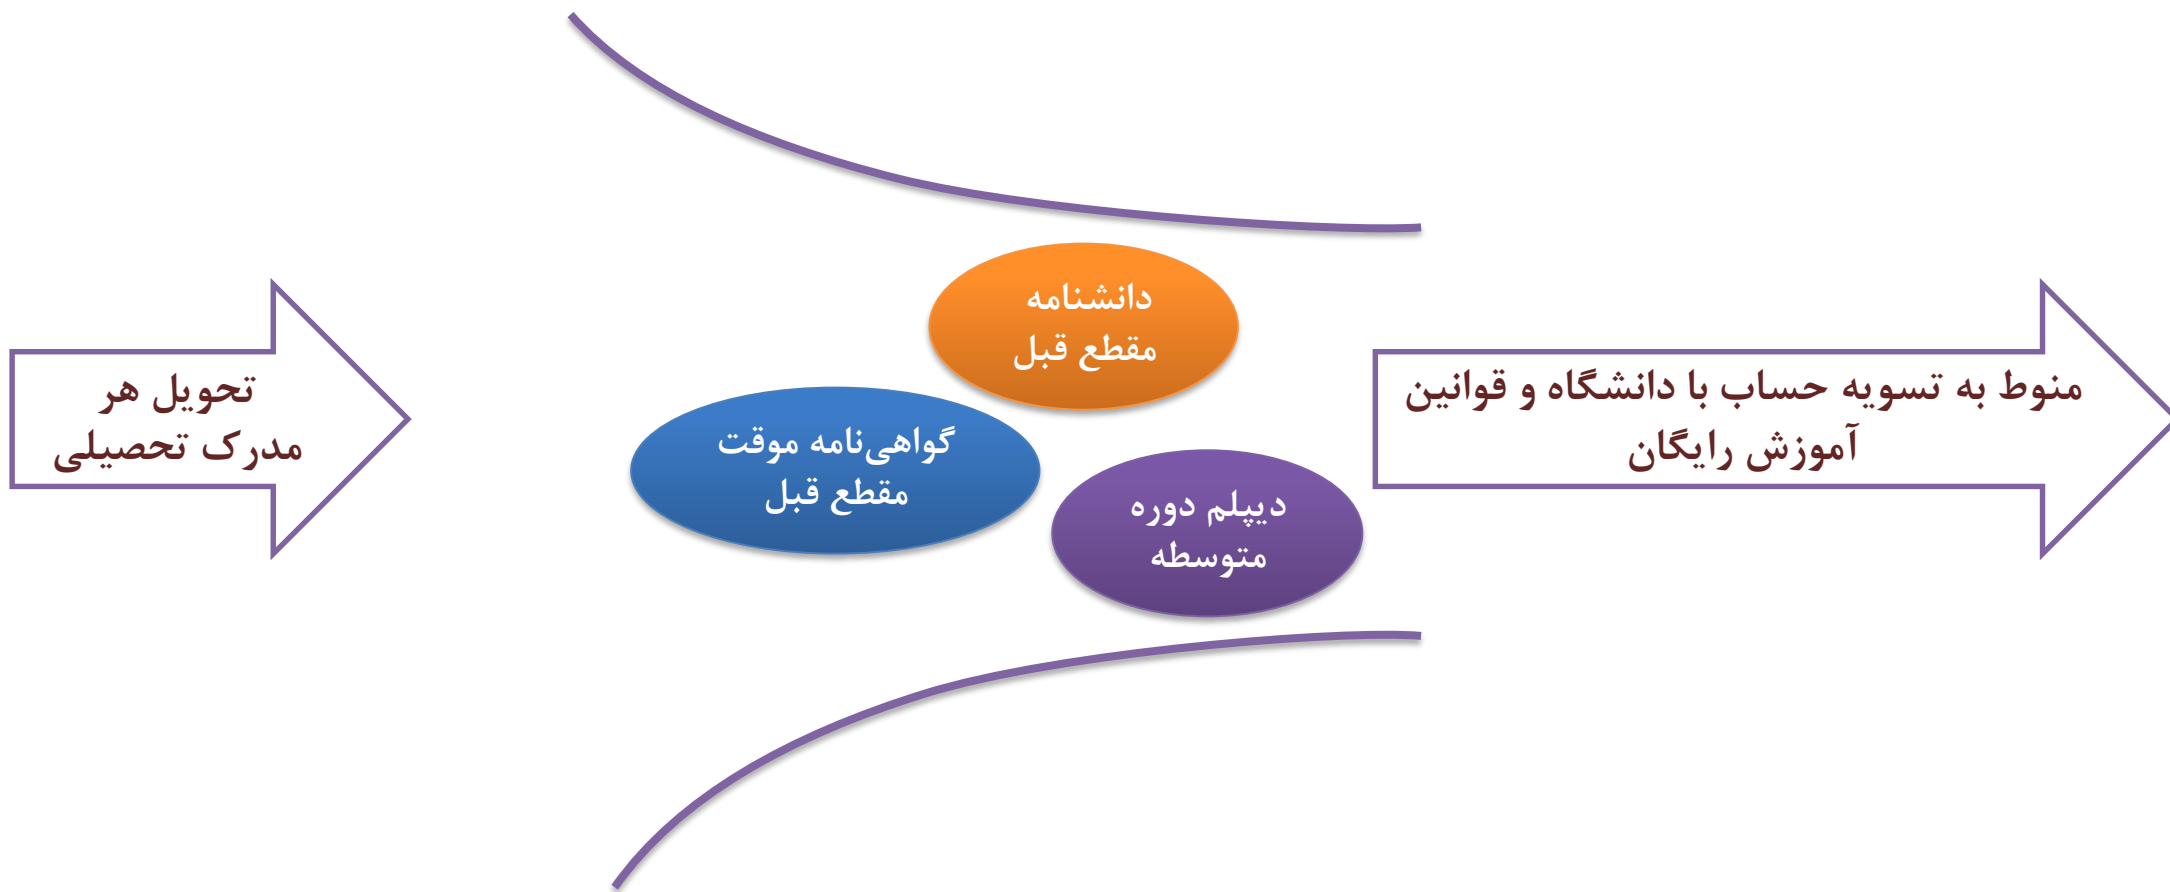 تحویل هر
مدرک تحصیلی
دانشنامه
مقطع قبل
گواهی‌نامه موقت
مقطع قبل
دیپلم دوره
متوسطه
منوط به تسویه حساب با دانشگاه و قوانین
آموزش رایگان